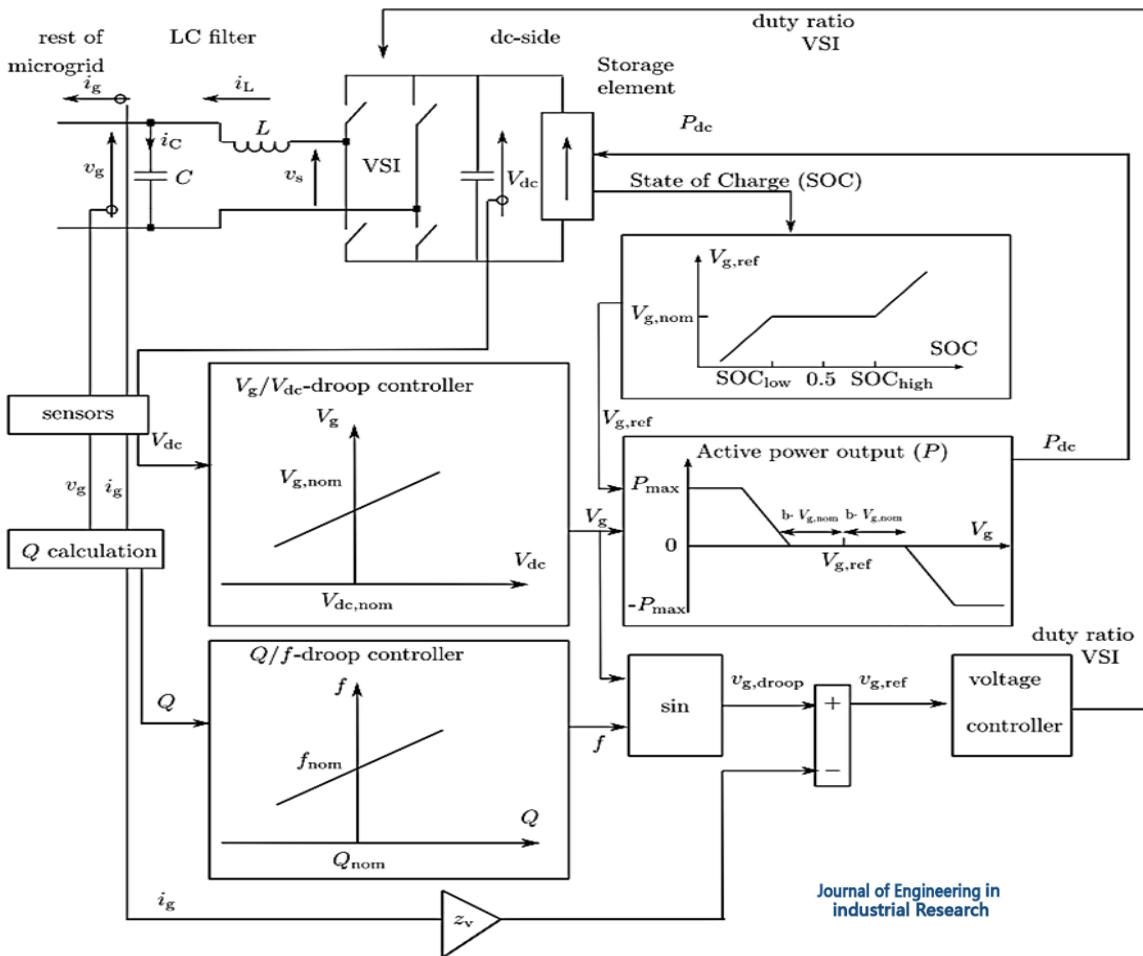 duty ratio
VSI
rest of
microgrid
LC filter
dc-side
Storage
element
i_g
i_L
P_dc
L
i_C
v_g
C
v_s
VSI
V_dc
State of Charge (SOC)
V_g,ref
V_g,nom
SOC
SOC_low 0.5 SOC_high
V_g/V_dc-droop controller
V_g
V_g,nom
V_dc
V_dc,nom
sensors
V_dc
v_g i_g
Q calculation
V_g,ref
V_g
Active power output (P)
P_dc
P_max
b- V_g,nom b- V_g,nom
V_g
0
V_g,ref
-P_max
Q/f-droop controller
f
f_nom
Q
Q_nom
Q
f
sin
v_g,droop
+
−
v_g,ref
duty ratio
VSI
voltage
controller
i_g
z_v
Journal of Engineering in
industrial Research